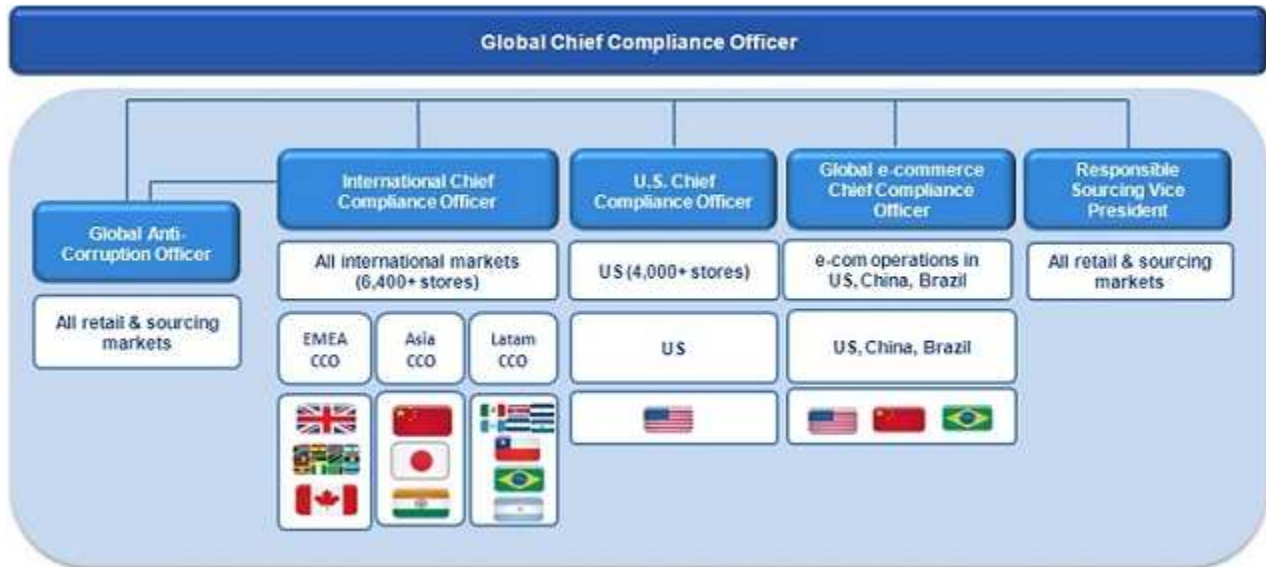 Global Chief Compliance Officer
Global Anti-
Corruption Officer
All retail & sourcing
markets
International Chief
Compliance Officer
All international markets
(6,400+ stores)
EMEA
CCO
Asia
CCO
Latam
CCO
U.S. Chief
Compliance Officer
US (4,000+ stores)
US
Global e-commerce
Chief Compliance
Officer
e-com operations in
US, China, Brazil
US, China, Brazil
Responsible
Sourcing Vice
President
All retail & sourcing
markets